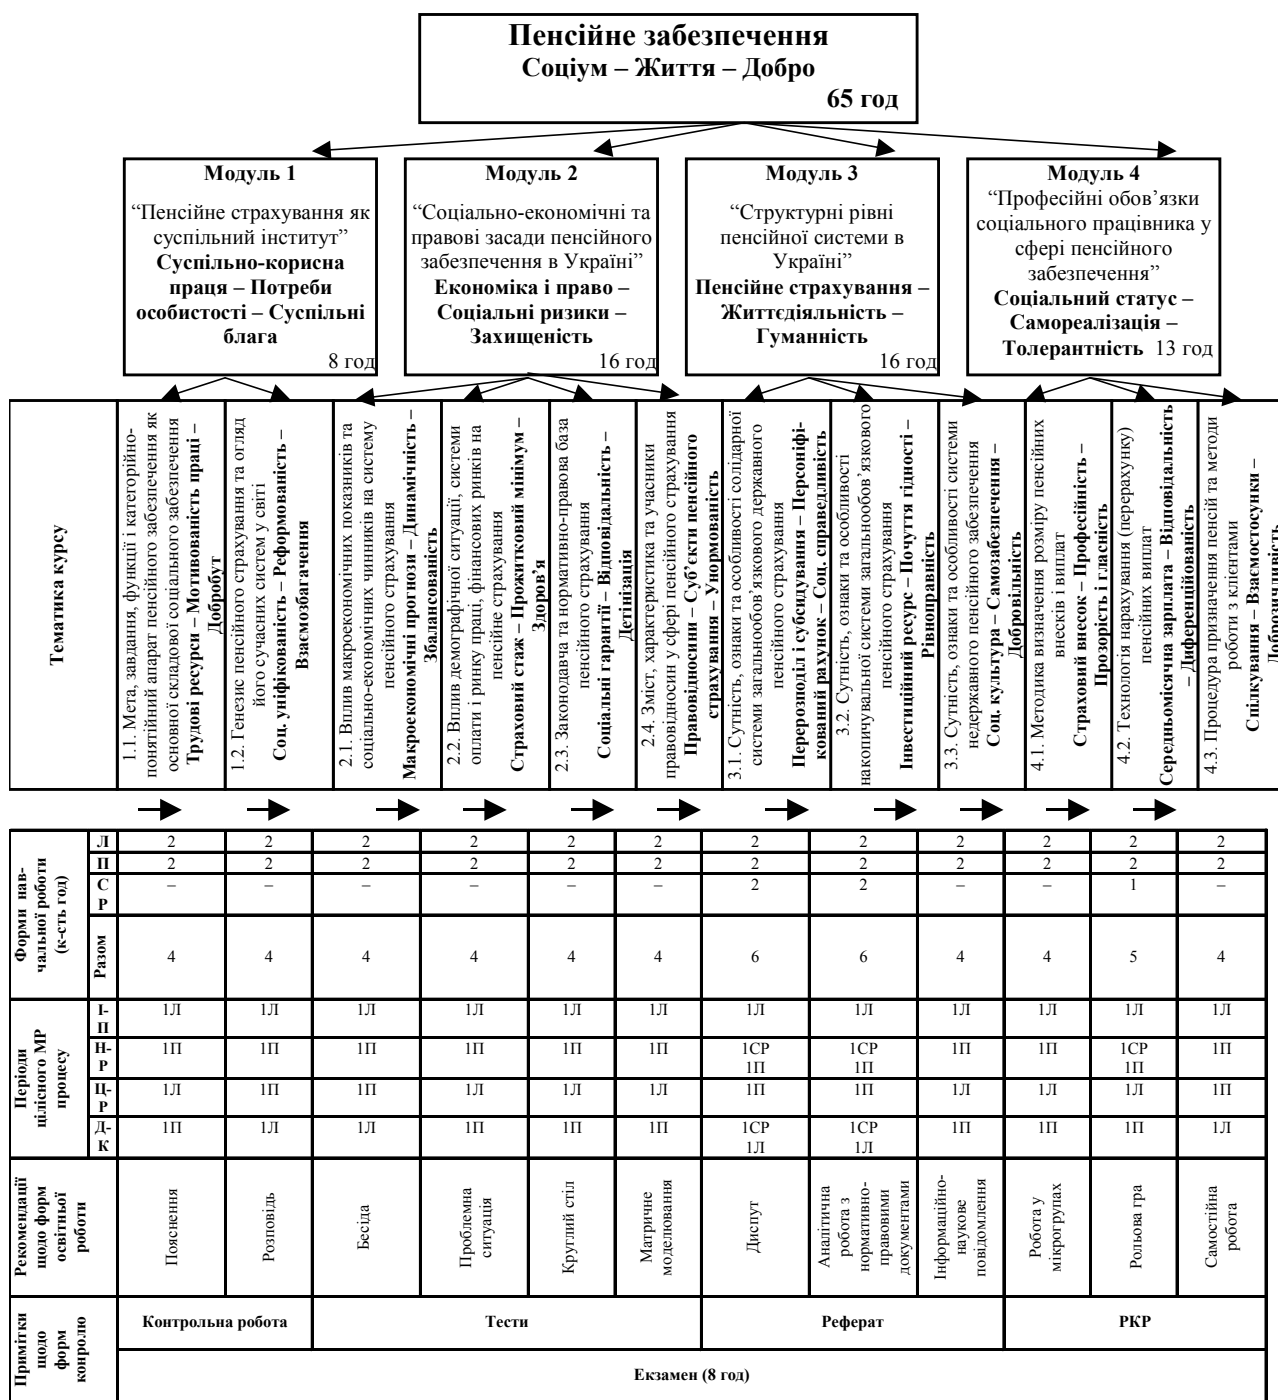 Пенсійне забезпечення
Соціум – Життя – Добро
65 год
Модуль 1
“Пенсійне страхування як
суспільний інститут”
Суспільно-корисна
праця – Потреби
особистості – Суспільні
блага
8 год
Модуль 2
“Соціально-економічні та
правові засади пенсійного
забезпечення в Україні”
Економіка і право –
Соціальні ризики –
Захищеність
16 год
Модуль 3
“Структурні рівні
пенсійної системи в
Україні”
Пенсійне страхування –
Життєдіяльність –
Гуманність
16 год
Модуль 4
“Професійні обов’язки
соціального працівника у
сфері пенсійного
забезпечення”
Соціальний статус –
Самореалізація –
Толерантність 13 год
Тематика курсу
1.1. Мета, завдання, функції і категорійно-
понятійний апарат пенсійного забезпечення як
основної складової соціального забезпечення
Трудові ресурси – Мотивованість праці –
Добробут
1.2. Генезис пенсійного страхування та огляд
його сучасних систем у світі
Соц. уніфікованість – Реформованість –
Взаємозбагачення
2.1. Вплив макроекономічних показників та
соціально-економічних чинників на систему
пенсійного страхування
Макроекономічні прогнози – Динамічність –
Збалансованість
2.2. Вплив демографічної ситуації, системи
оплати і ринку праці, фінансових ринків на
пенсійне страхування
Страховий стаж – Прожитковий мінімум –
Здоров’я
2.3. Законодавча та нормативно-правова база
пенсійного страхування
Соціальні гарантії – Відповідальність –
Детінізація
2.4. Зміст, характеристика та учасники
правовідносин у сфері пенсійного страхування
Правовідносини – Суб’єкти пенсійного
страхування – Унормованість
3.1. Сутність, ознаки та особливості солідарної
системи загальнообов’язкового державного
пенсійного страхування
Перерозподіл і субсидування – Персоніфі-
кований рахунок – Соц. справедливість
3.2. Сутність, ознаки та особливості
накопичувальної системи загальнообов’язкового
пенсійного страхування
Інвестиційний ресурс – Почуття гідності –
Рівноправність
3.3. Сутність, ознаки та особливості системи
недержавного пенсійного забезпечення
Соц. культура – Самозабезпечення –
Добровільність
4.1. Методика визначення розміру пенсійних
внесків і виплат
Страховий внесок – Професійність –
Прозорість і гласність
4.2. Технологія нарахування (перерахунку)
пенсійних виплат
Середньомісячна зарплата – Відповідальність
– Диференційованість
4.3. Процедура призначення пенсій та методи
роботи з клієнтами
Спілкування – Взаємостосунки –
Доброзичливість
Форми нав-
чальної роботи
(к-сть год)
Л 2 2 2 2 2 2 2 2 2 2 2 2
П 2 2 2 2 2 2 2 2 2 2 2 2
С – – – – – – 2 2 – – 1 –
Р
Разом 4 4 4 4 4 4 6 6 4 4 5 4
Періоди
цілісного МР
процесу
І- 1Л 1Л 1Л 1Л 1Л 1Л 1Л 1Л 1Л 1Л 1Л 1Л
П
Н- 1П 1П 1П 1П 1П 1П 1СР 1СР 1П 1П 1СР 1П
Р 1П 1П 1П
Ц- 1Л 1П 1П 1Л 1Л 1Л 1П 1П 1Л 1Л 1Л 1П
Р
Д- 1П 1Л 1Л 1П 1П 1П 1СР 1СР 1П 1П 1П 1Л
К 1Л 1Л
Рекомендації
щодо форм
освітньої
роботи
Пояснення
Розповідь
Бесіда
Проблемна
ситуація
Круглий стіл
Матричне
моделювання
Диспут
Аналітична
робота з
нормативно-
правовими
документами
Інформаційно-
наукове
повідомлення
Робота у
мікрогрупах
Рольова гра
Самостійна
робота
Примітки
щодо
форм
конролю
Контрольна робота Тести Реферат РКР
Екзамен (8 год)